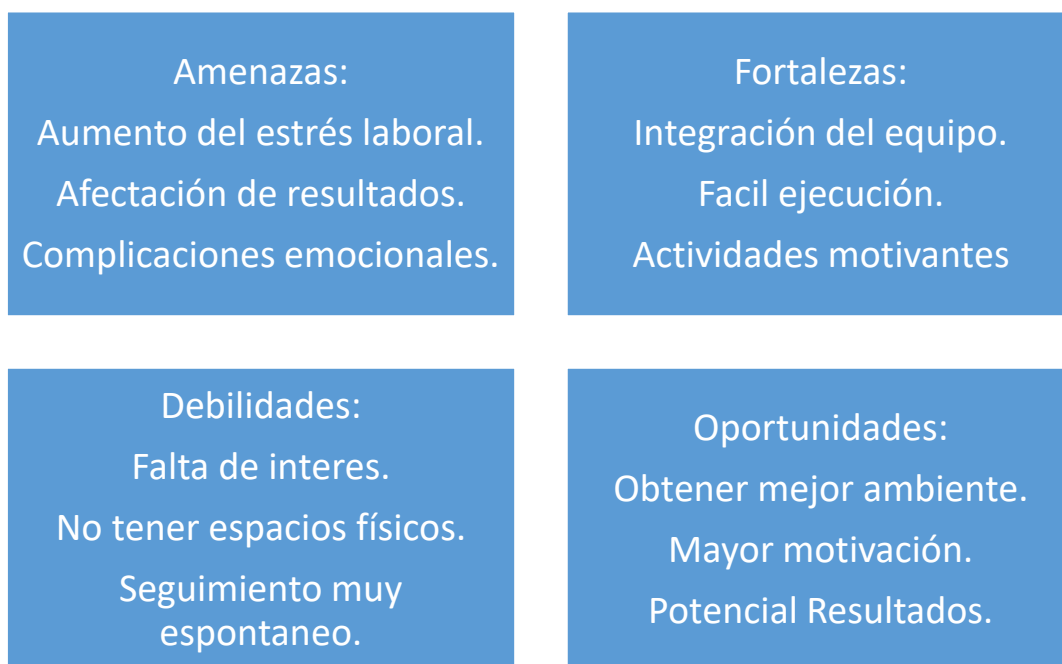 Amenazas:
Aumento del estrés laboral.
Afectación de resultados.
Complicaciones emocionales.
Fortalezas:
Integración del equipo.
Facil ejecución.
Actividades motivantes
Debilidades:
Falta de interes.
No tener espacios físicos.
Seguimiento muy
espontaneo.
Oportunidades:
Obtener mejor ambiente.
Mayor motivación.
Potencial Resultados.